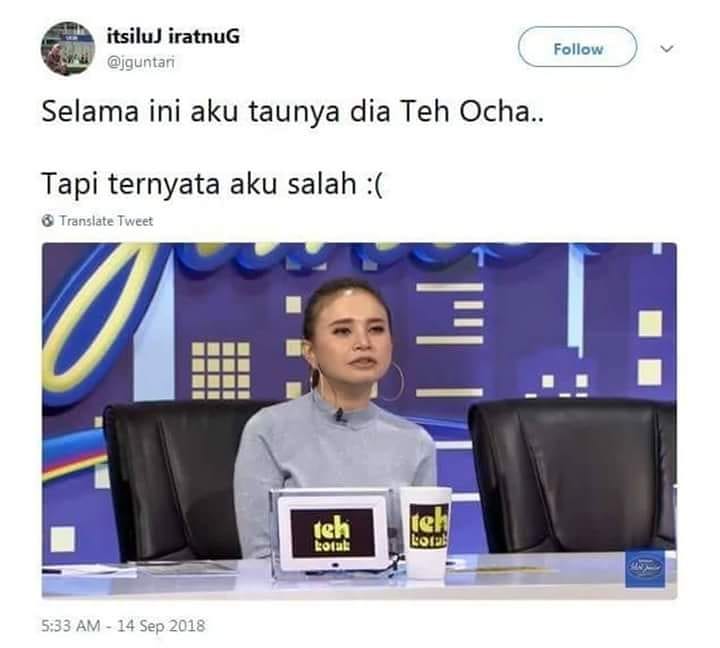 itsiluJ iratnuG
@jguntari
Follow
Selama ini aku taunya dia Teh Ocha..
Tapi ternyata aku salah :(
Translate Tweet
teh
kotak
teh
kotak
5:33 AM - 14 Sep 2018